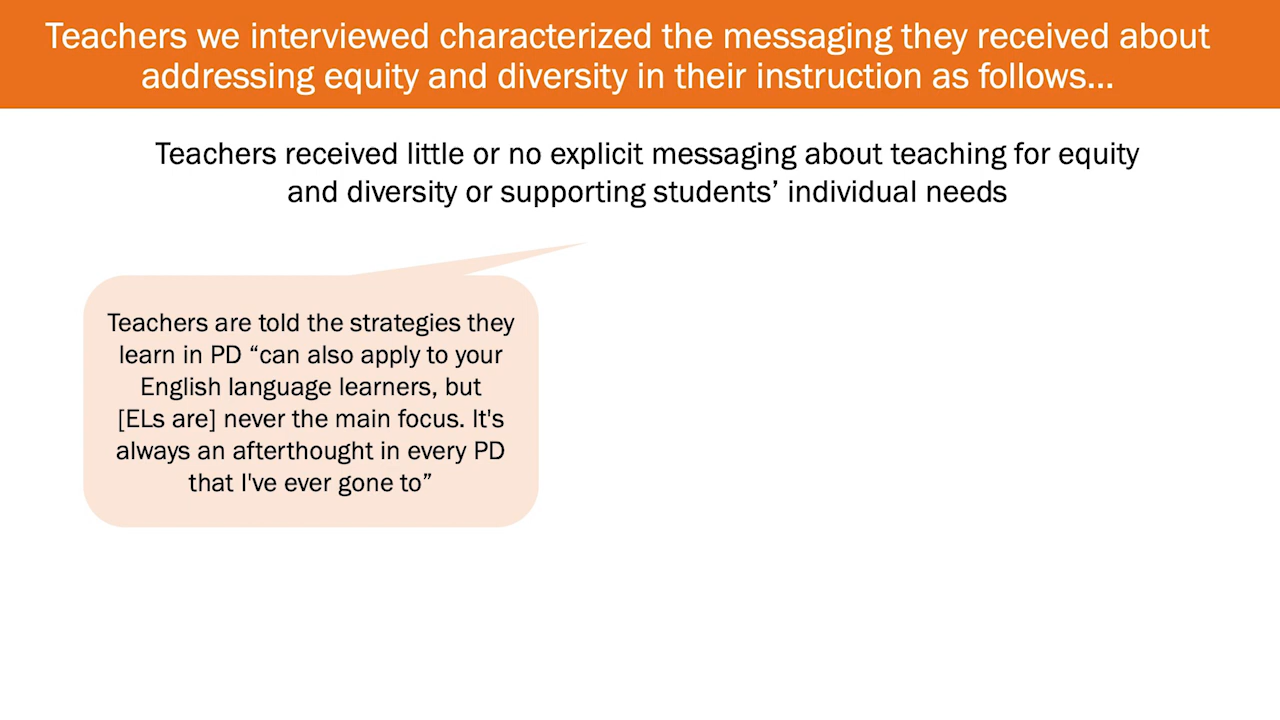 Teachers we interviewed characterized the messaging they received about
addressing equity and diversity in their instruction as follows...
Teachers received little or no explicit messaging about teaching for equity
and diversity or supporting students’ individual needs
Teachers are told the strategies they
learn in PD “can also apply to your
English language learners, but
[ELs are] never the main focus. It's
always an afterthought in every PD
that I've ever gone to”